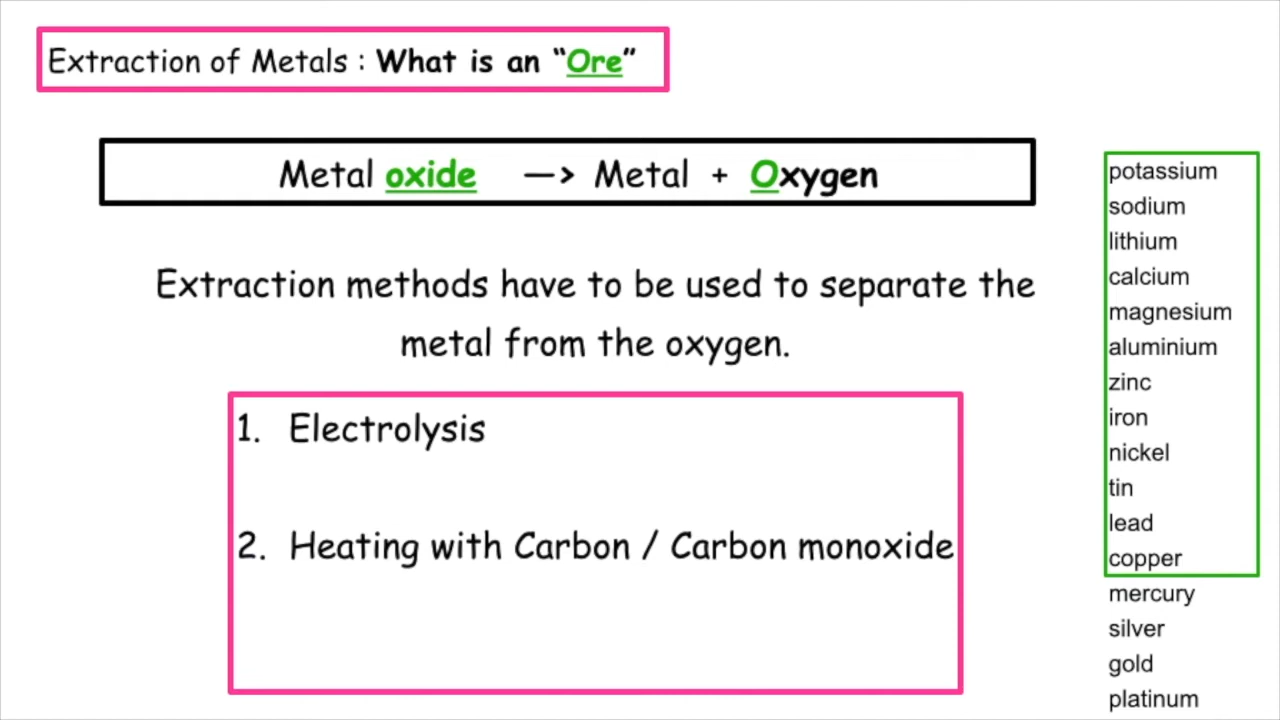 Extraction of Metals : What is an “Ore”
Metal oxide —> Metal + Oxygen
Extraction methods have to be used to separate the
metal from the oxygen.
1. Electrolysis
2. Heating with Carbon / Carbon monoxide
potassium
sodium
lithium
calcium
magnesium
aluminium
zinc
iron
nickel
tin
lead
copper
mercury
silver
gold
platinum